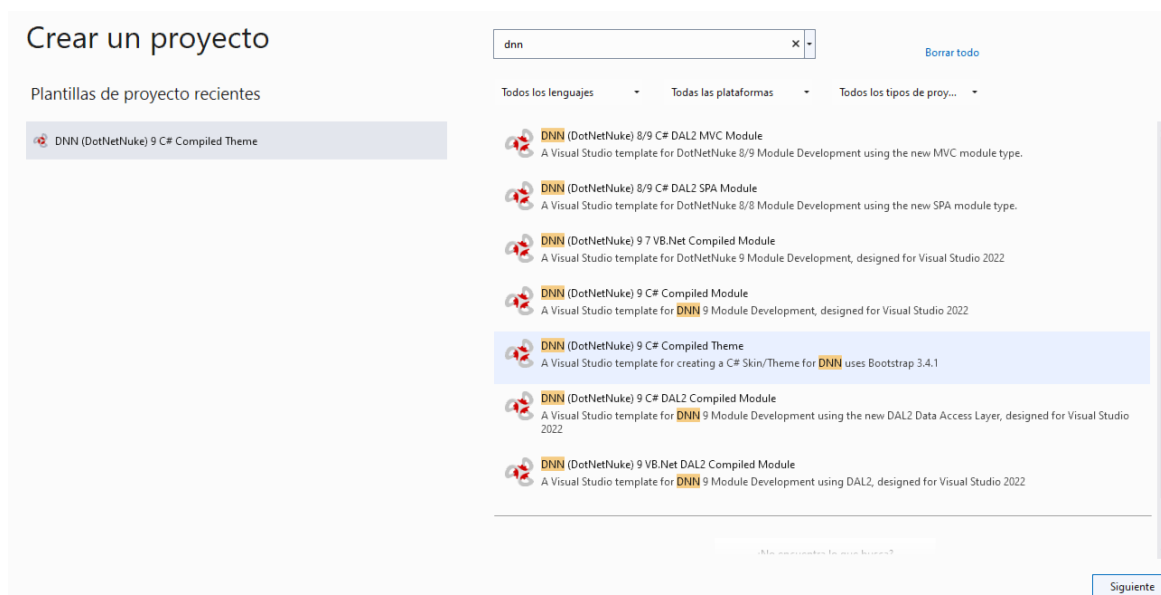 Crear un proyecto
dnn
Borrar todo
Plantillas de proyecto recientes
Todos los lenguajes
Todas las plataformas
Todos los tipos de proy...
DNN (DotNetNuke) 9 C# Compiled Theme
DNN (DotNetNuke) 8/9 C# DAL2 MVC Module
A Visual Studio template for DotNetNuke 8/9 Module Development using the new MVC module type.
DNN (DotNetNuke) 8/9 C# DAL2 SPA Module
A Visual Studio template for DotNetNuke 8/8 Module Development using the new SPA module type.
DNN (DotNetNuke) 9 7 VB.Net Compiled Module
A Visual Studio template for DotNetNuke 9 Module Development, designed for Visual Studio 2022
DNN (DotNetNuke) 9 C# Compiled Module
A Visual Studio template for DNN 9 Module Development, designed for Visual Studio 2022
DNN (DotNetNuke) 9 C# Compiled Theme
A Visual Studio template for creating a C# Skin/Theme for DNN uses Bootstrap 3.4.1
DNN (DotNetNuke) 9 C# DAL2 Compiled Module
A Visual Studio template for DNN 9 Module Development using the new DAL2 Data Access Layer, designed for Visual Studio
2022
DNN (DotNetNuke) 9 VB.Net DAL2 Compiled Module
A Visual Studio template for DNN 9 Module Development using DAL2, designed for Visual Studio 2022
¿No encuentra lo que busca?
Siguiente